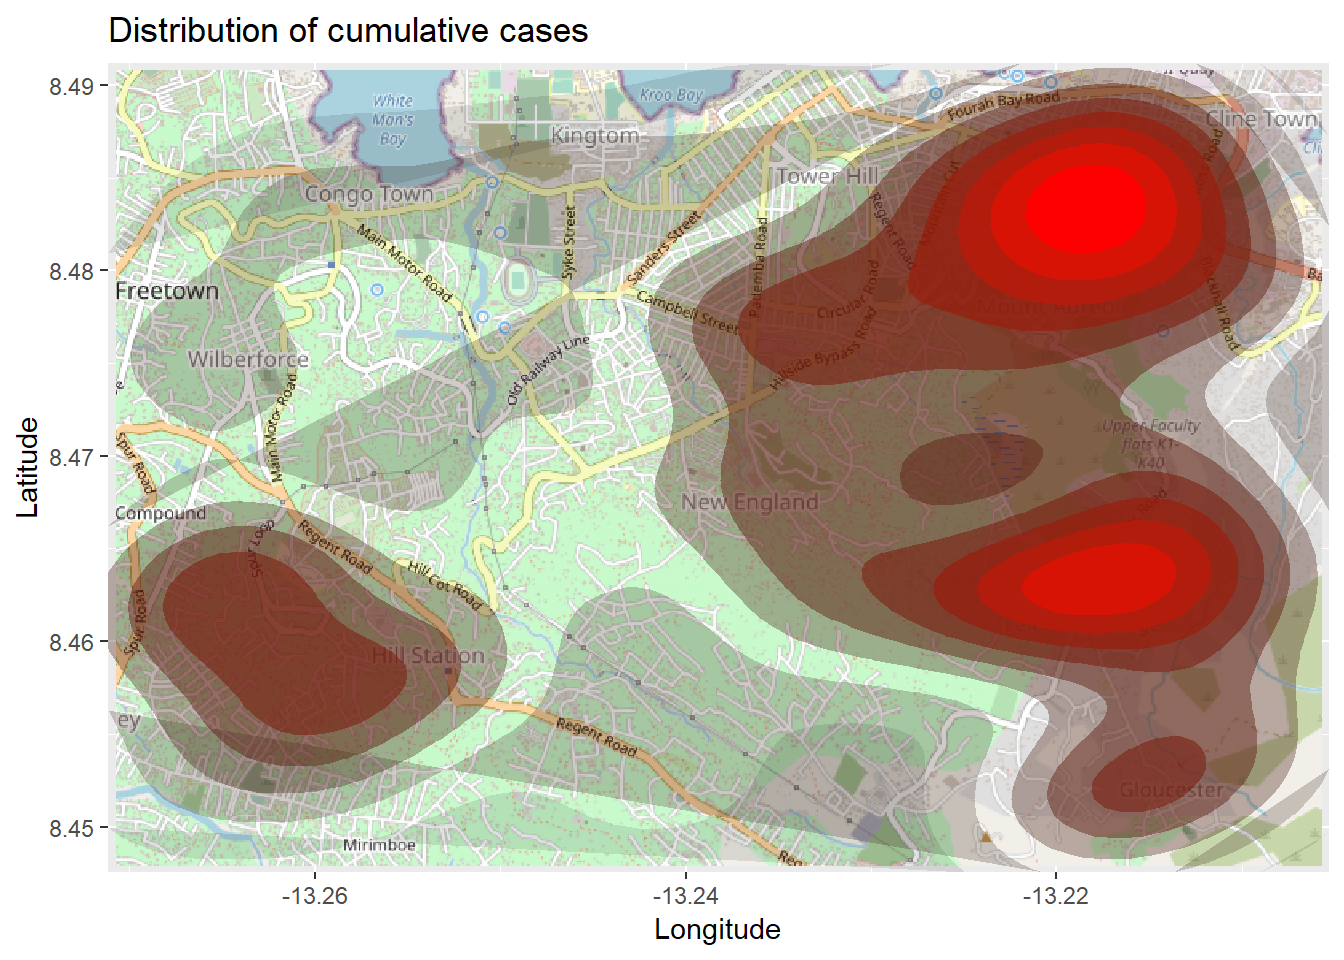 Distribution of cumulative cases
8.49
8.48
8.47
8.46
8.45
Latitude
-13.26
-13.24
-13.22
Longitude
White
Man's
Bay
Kroo Bay
Kingtom
Fourah Bay Road
Cline Town
Congo Town
Tower Hill
Main Motor Road
Syke Street
Sanders Street
Pademba Road
Regent Road
Freetown
Campbell Street
Circular Road
Wilberforce
Old Railway Line
Hillside Bypass Road
Main Motor Road
Spur Road
Upper Faculty
flats K1-
K40
New England
Compound
Spur Loop
Regent Road
Hill Cot Road
Spur Road
Hill Station
ey
Regent Road
Gloucester
Mirimboe
Reg